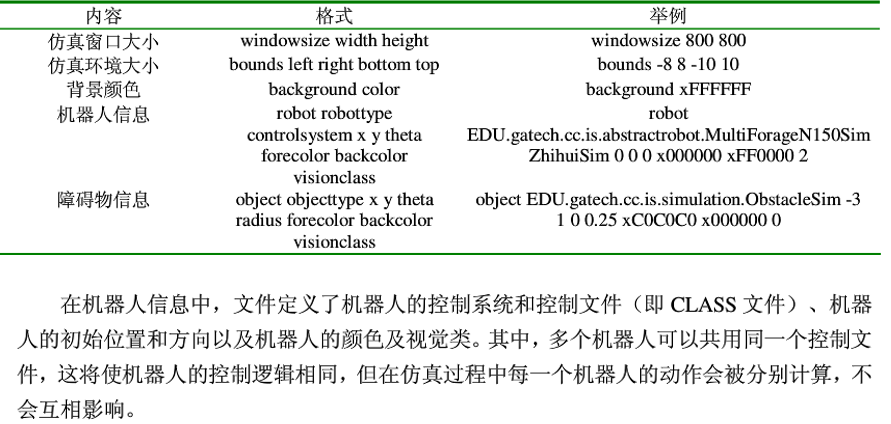 内容 格式 举例
仿真窗口大小 windowsize width height windowsize 800 800
仿真环境大小 bounds left right bottom top bounds -8 8 -10 10
背景颜色 background color background xFFFFFF
机器人信息 robot robottype robot
controlsystem x y theta EDU.gatech.cc.is.abstractrobot.MultiForageN150Sim
forecolor backcolor ZhihuiSim 0 0 0 x000000 xFF0000 2
visionclass
障碍物信息 object objecttype x y theta object EDU.gatech.cc.is.simulation.ObstacleSim -3
radius forecolor backcolor 1 0 0.25 xC0C0C0 x000000 0
visionclass
在机器人信息中，文件定义了机器人的控制系统和控制文件（即 CLASS 文件）、机器
人的初始位置和方向以及机器人的颜色及视觉类。其中，多个机器人可以共用同一个控制文
件，这将使机器人的控制逻辑相同，但在仿真过程中每一个机器人的动作会被分别计算，不
会互相影响。